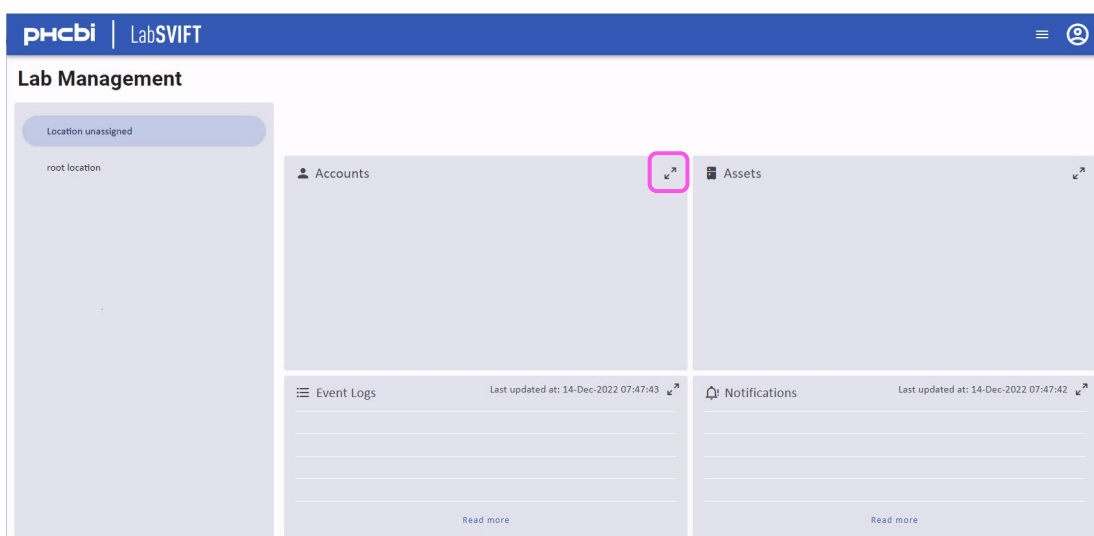 PHCbi | LabSVIFT
Lab Management
Location unassigned
root location
Accounts
Assets
Event Logs
Last updated at: 14-Dec-2022 07:47:43
Notifications
Last updated at: 14-Dec-2022 07:47:42
Read more
Read more